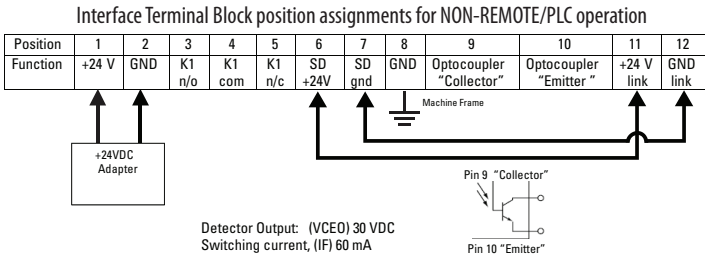 Interface Terminal Block position assignments for NON-REMOTE/PLC operation
Position 1 2 3 4 5 6 7 8 9 10 11 12
Function +24 V GND K1 K1 K1 SD SD GND Optocoupler Optocoupler +24 V GND
n/o com n/c +24V gnd "Collector" "Emitter " link link
Machine Frame
+24VDC
Adapter
Pin 9 "Collector"
Detector Output: (VCEO) 30 VDC
Switching current, (IF) 60 mA
Pin 10 "Emitter"